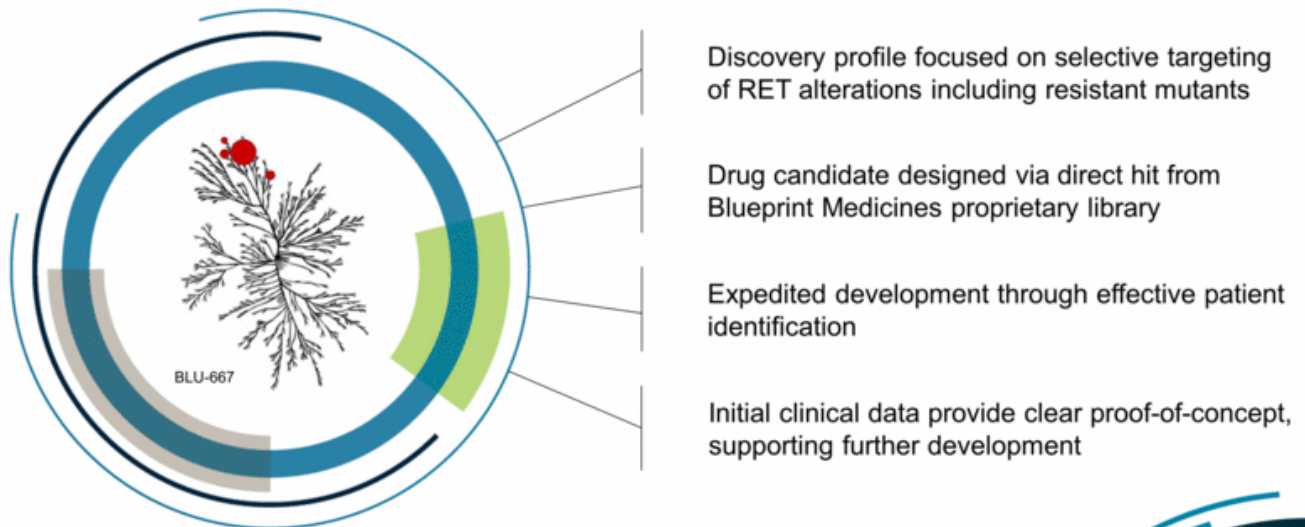 Discovery profile focused on selective targeting
of RET alterations including resistant mutants
Drug candidate designed via direct hit from
Blueprint Medicines proprietary library
Expedited development through effective patient
identification
Initial clinical data provide clear proof-of-concept,
supporting further development
BLU-667